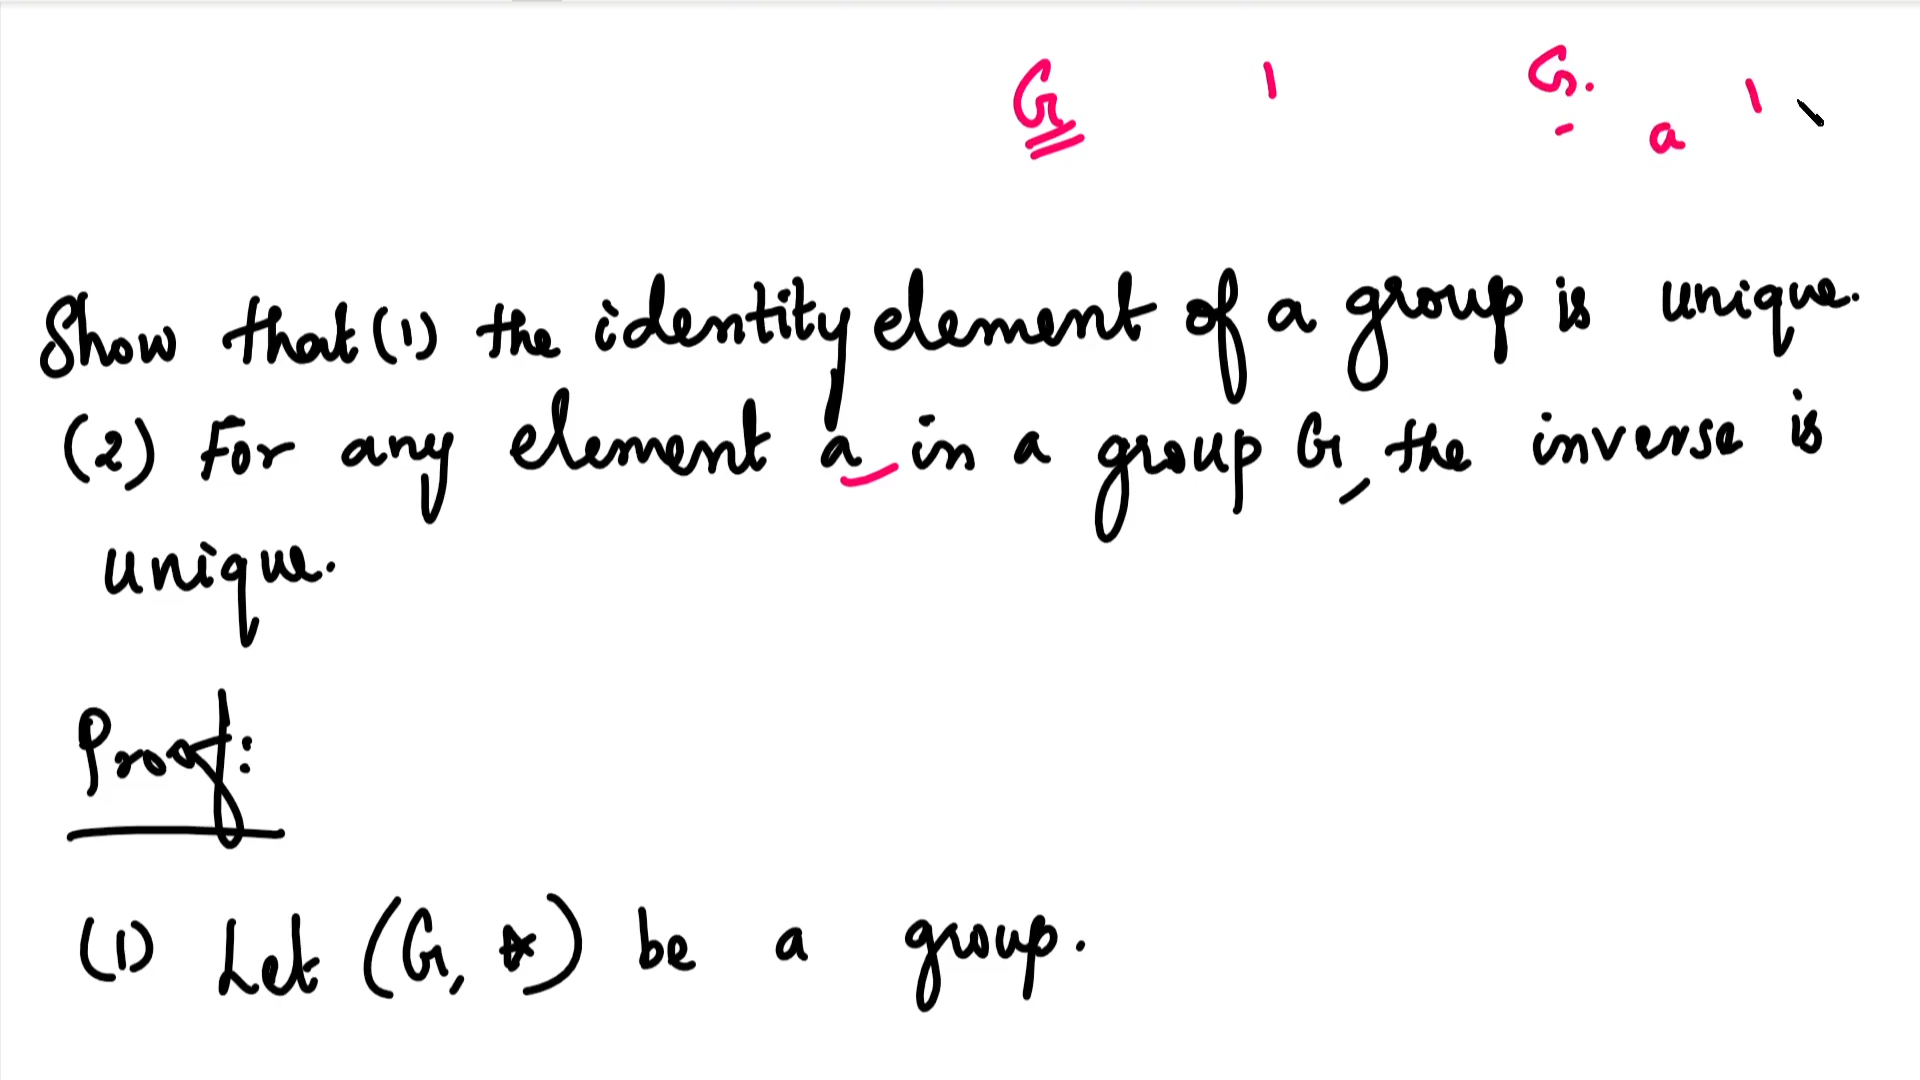 G 1 G. a 1
Show that (1) the identity element of a group is unique.
(2) For any element a in a group G, the inverse is
unique.
Proof:
(1) Let (G, *) be a group.